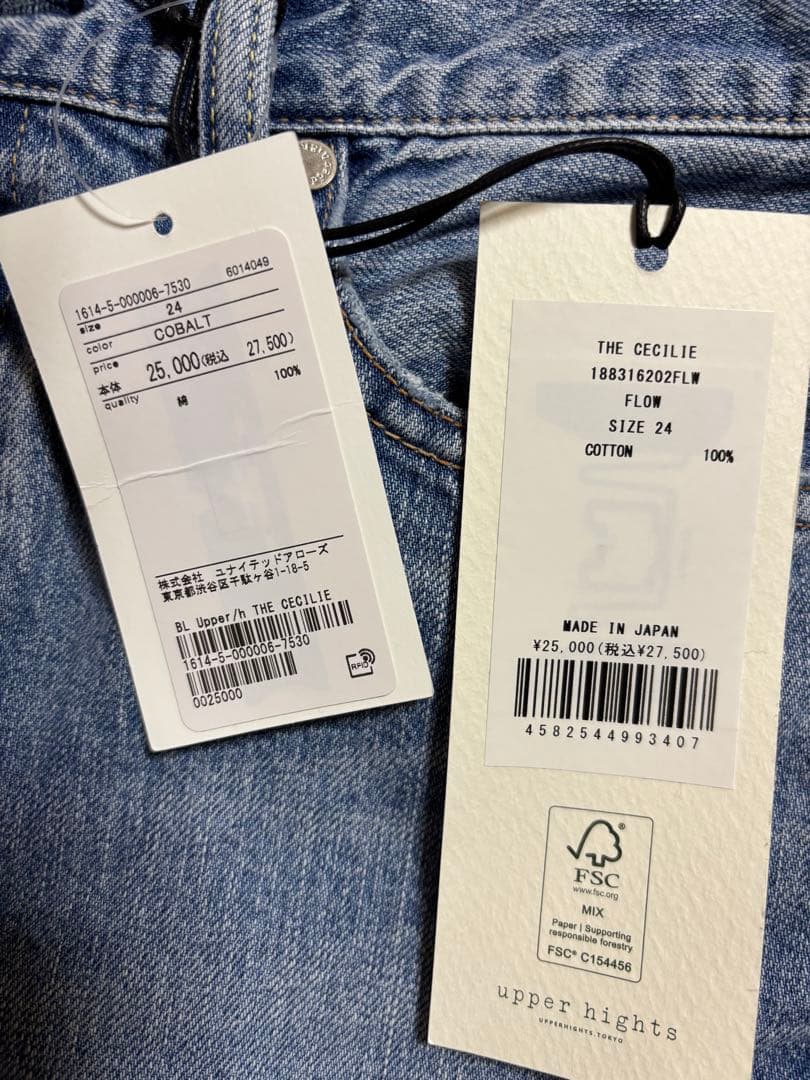 1614-5-000006-7530 6014049
size 24
color COBALT
price
本体 25,000(税込 27,500)
quality 綿 100%
株式会社 ユナイテッドアローズ
東京都渋谷区千駄ヶ谷1-18-5
BL Upper/h THE CECILIE
1614-5-000006-7530
0025000
RFID
THE CECILIE
188316202FLW
FLOW
SIZE 24
COTTON 100%
MADE IN JAPAN
¥25,000(税込¥27,500)
4582544993407
FSC®
www.fsc.org
MIX
Paper | Supporting
responsible forestry
FSC® C154456
upper hights
UPPERHIGHTS.TOKYO